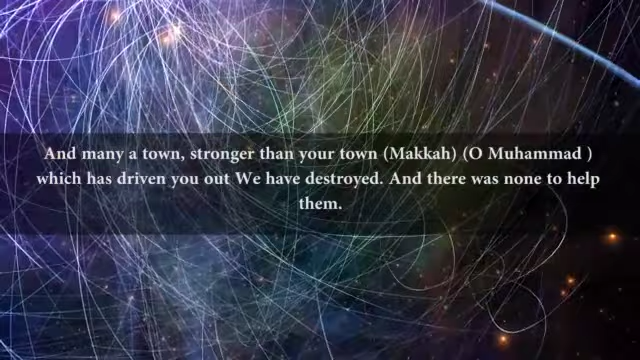 And many a town, stronger than your town (Makkah) (O Muhammad )
which has driven you out We have destroyed. And there was none to help
them.